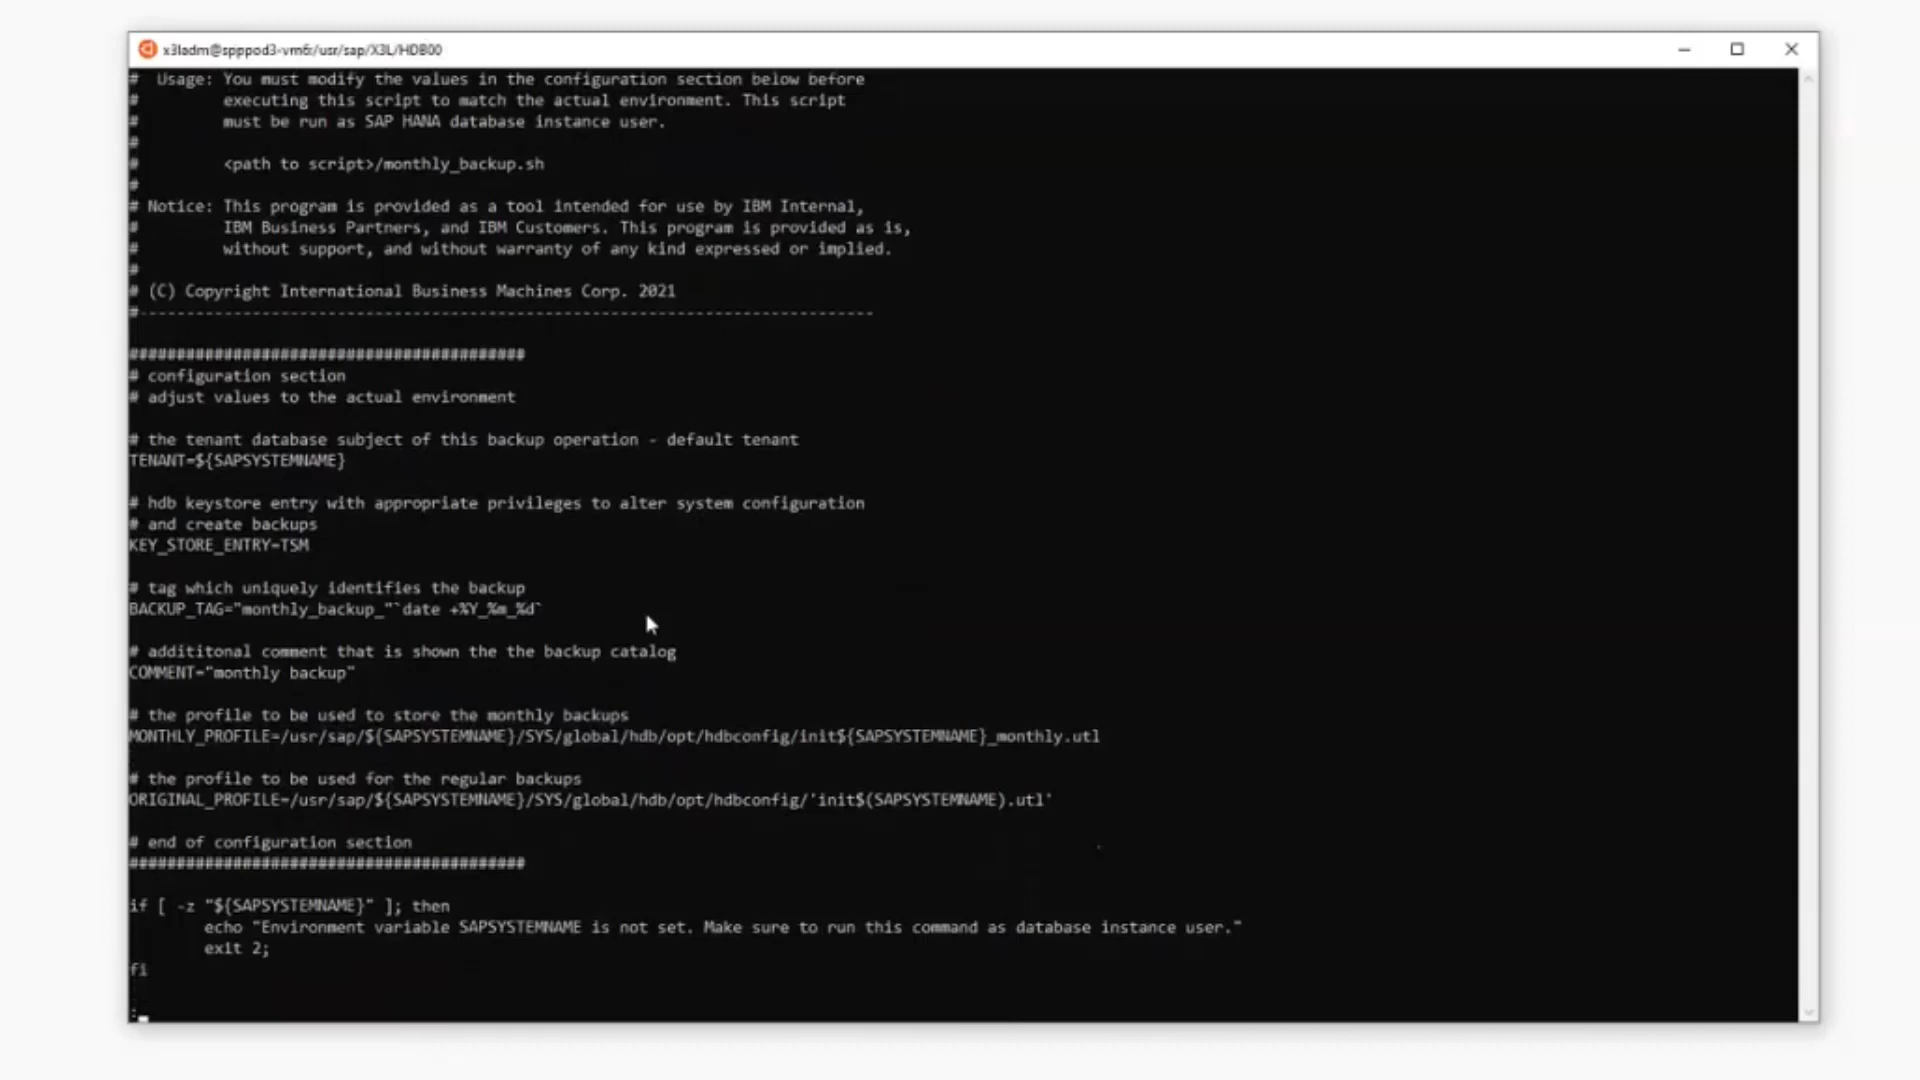 x3ladm@spppod3-vm6:/usr/sap/X3L/HDB00
#  Usage: You must modify the values in the configuration section below before
#         executing this script to match the actual environment. This script
#         must be run as SAP HANA database instance user.
#
#         <path to script>/monthly_backup.sh
#
# Notice: This program is provided as a tool intended for use by IBM Internal,
#         IBM Business Partners, and IBM Customers. This program is provided as is,
#         without support, and without warranty of any kind expressed or implied.
#
# (C) Copyright International Business Machines Corp. 2021
#------------------------------------------------------------------------------

##########################################
# configuration section
# adjust values to the actual environment

# the tenant database subject of this backup operation - default tenant
TENANT=${SAPSYSTEMNAME}

# hdb keystore entry with appropriate privileges to alter system configuration
# and create backups
KEY_STORE_ENTRY=TSM

# tag which uniquely identifies the backup
BACKUP_TAG="monthly_backup_"`date +%Y_%m_%d`

# addititonal comment that is shown the the backup catalog
COMMENT="monthly backup"

# the profile to be used to store the monthly backups
MONTHLY_PROFILE=/usr/sap/${SAPSYSTEMNAME}/SYS/global/hdb/opt/hdbconfig/init${SAPSYSTEMNAME}_monthly.utl

# the profile to be used for the regular backups
ORIGINAL_PROFILE=/usr/sap/${SAPSYSTEMNAME}/SYS/global/hdb/opt/hdbconfig/'init$(SAPSYSTEMNAME).utl'

# end of configuration section
##########################################

if [ -z "${SAPSYSTEMNAME}" ]; then
        echo "Environment variable SAPSYSTEMNAME is not set. Make sure to run this command as database instance user."
        exit 2;
fi

: